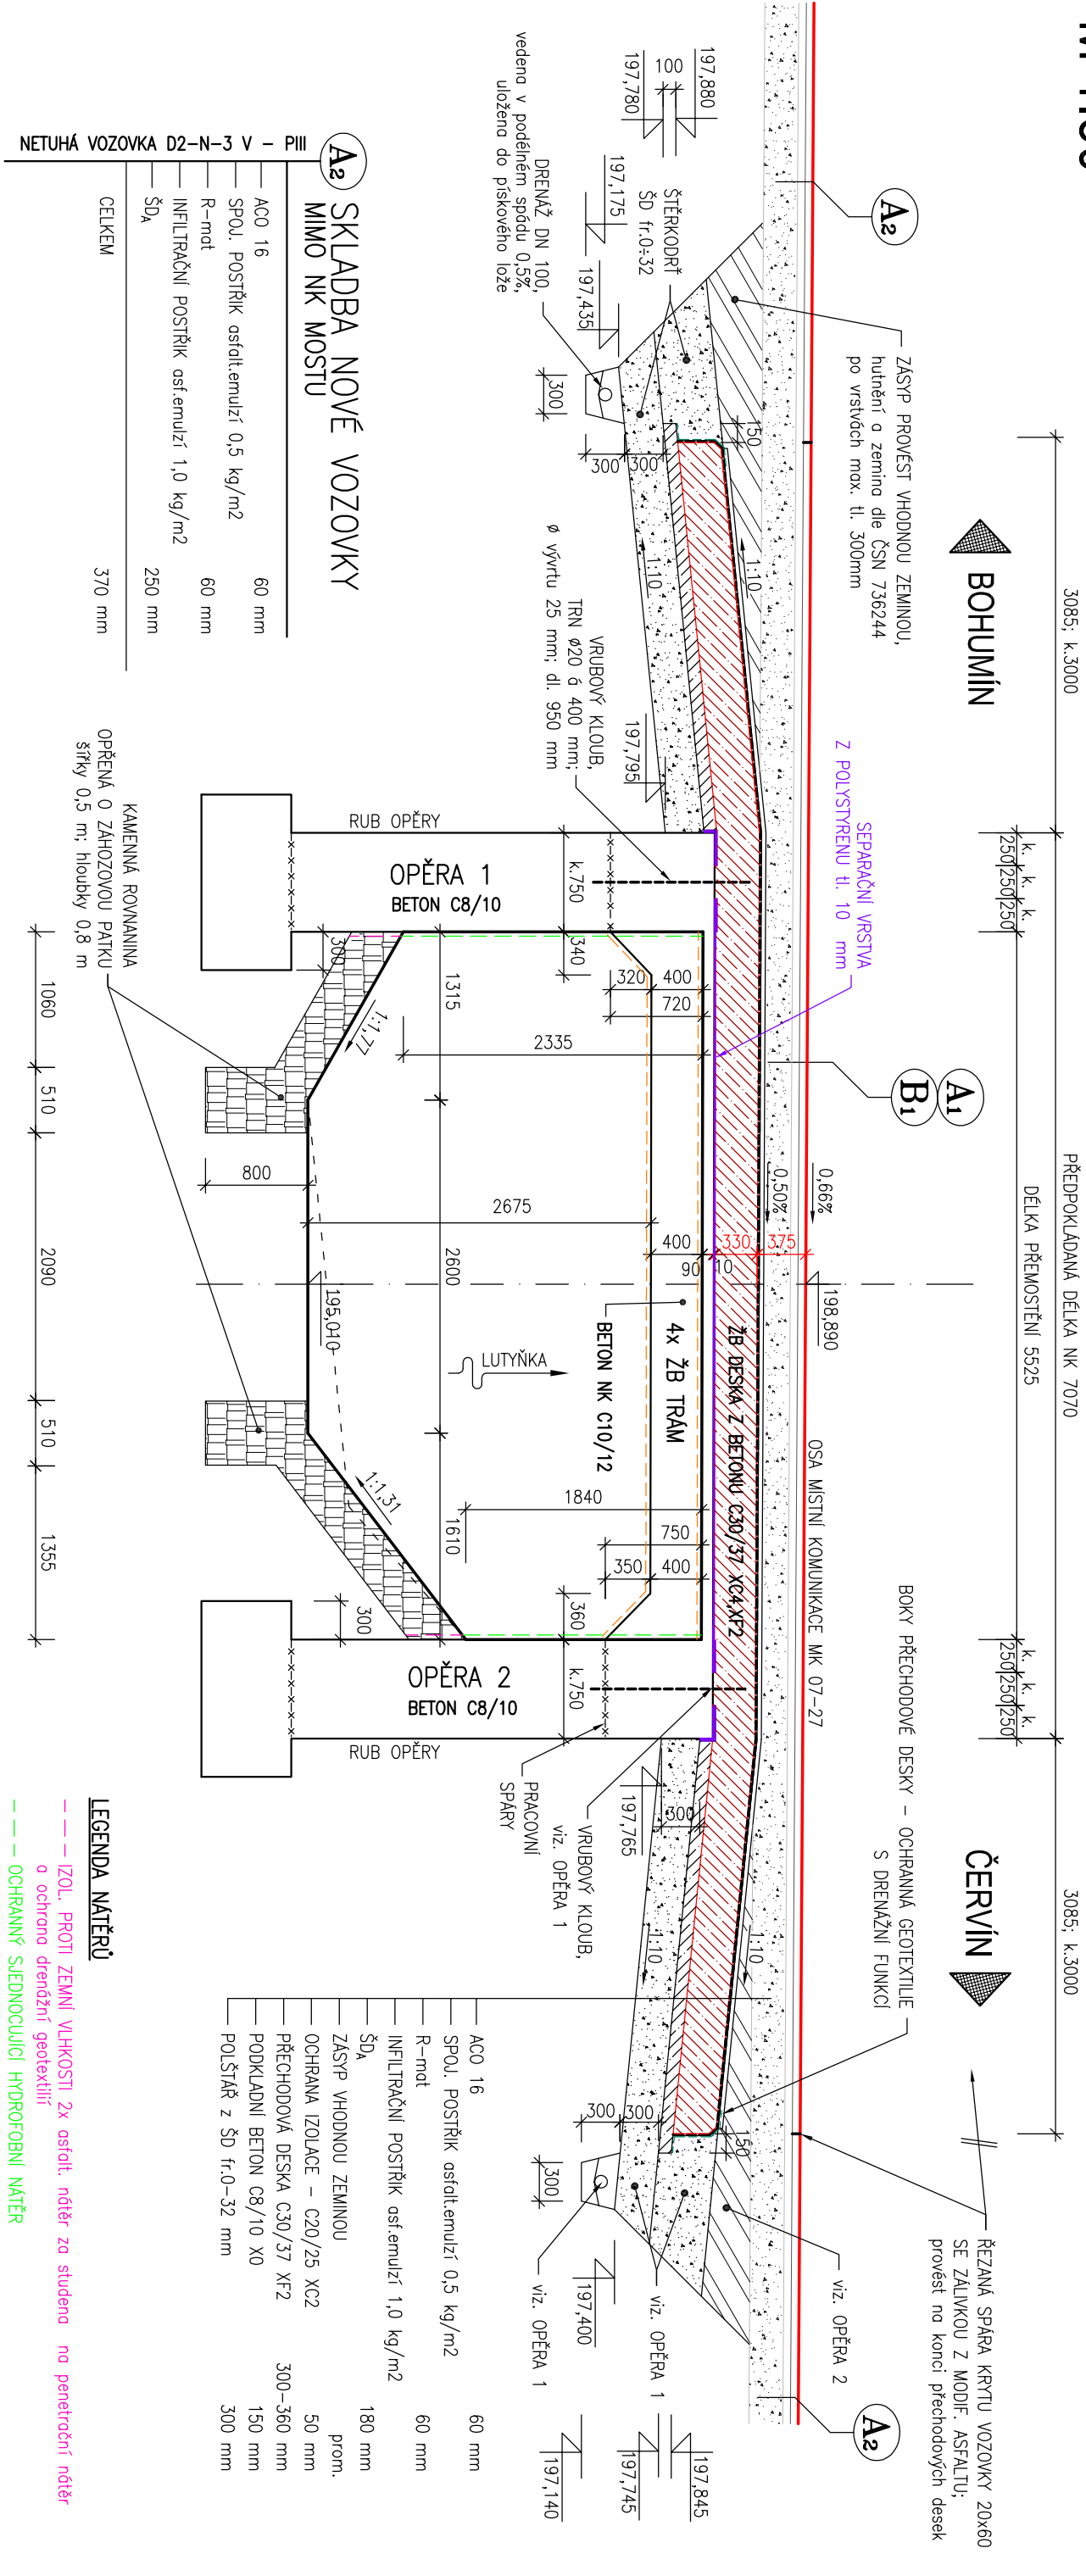 BOHUMÍN
ČERVÍN
3085; k.3000
PŘEDPOKLÁDANÁ DÉLKA NK 7070
3085; k.3000
k. k. k.
250 250 250
DÉLKA PŘEMOSTĚNÍ 5525
k. k. k.
250 250 250
ŘEZANÁ SPÁRA KRYTU VOZOVKY 20x60
SE ZÁLIVKOU Z MODIF. ASFALTU;
provést na konci přechodových desek
A2
ZÁSYP PROVÉST VHODNOU ZEMINOU,
hutnění a zemina dle ČSN 736244
po vrstvách max. tl. 300mm
SEPARAČNÍ VRSTVA
Z POLYSTYRENU tl. 10 mm
A1
B1
BOKY PŘECHODOVÉ DESKY – OCHRANNÁ GEOTEXTILIE
S DRENÁŽNÍ FUNKCÍ
viz. OPĚRA 2
A2
0,66%
0,50%
198,890
OSA MÍSTNÍ KOMUNIKACE MK 07-27
375
330
10
90
400
ŽB DESKA Z BETONU C30/37 XC4,XF2
4x ŽB TRÁM
BETON NK C10/12
197,880
100
197,780
ŠTĚRKODRŤ
ŠD fr.0÷32
197,175
197,435
DRENÁŽ DN 100,
vedena v podélném spádu 0,5%,
uložena do pískového lože
300
300
300
150
1:10
1:10
197,795
VRUBOVÝ KLOUB,
TRN ø20 á 400 mm;
ø vývrtu 25 mm; dl. 950 mm
RUB OPĚRY
OPĚRA 1
BETON C8/10
k.750
340
320
400
720
2335
300
1315
1:1,77
2600
1610
2675
800
195,010
LUTYŇKA
1:1,31
1840
750
350
400
360
300
k.750
OPĚRA 2
BETON C8/10
RUB OPĚRY
PRACOVNÍ
SPÁRY
VRUBOVÝ KLOUB,
viz. OPĚRA 1
197,765
300
1:10
1:10
300
300
150
300
viz. OPĚRA 1
197,400
viz. OPĚRA 1
197,845
197,745
197,140
KAMENNÁ ROVNANINA
OPŘENÁ O ZÁHOZOVOU PATKU
šířky 0,5 m; hloubky 0,8 m
1060
510
2090
510
1355
A2 SKLADBA NOVÉ VOZOVKY
MIMO NK MOSTU
NETUHÁ VOZOVKA D2-N-3 V – PIII
ACO 16 60 mm
SPOJ. POSTŘIK asfalt.emulzí 0,5 kg/m2
R-mat 60 mm
INFILTRAČNÍ POSTŘIK asf.emulzí 1,0 kg/m2
ŠDA 250 mm
CELKEM 370 mm
ACO 16 60 mm
SPOJ. POSTŘIK asfalt.emulzí 0,5 kg/m2
R-mat 60 mm
INFILTRAČNÍ POSTŘIK asf.emulzí 1,0 kg/m2
ŠDA 180 mm
ZÁSYP VHODNOU ZEMINOU prom.
OCHRANA IZOLACE – C20/25 XC2 50 mm
PŘECHODOVÁ DESKA C30/37 XF2 300-360 mm
PODKLADNÍ BETON C8/10 X0 150 mm
POLŠTÁŘ z ŠD fr.0-32 mm 300 mm
LEGENDA NÁTĚRŮ
IZOL. PROTI ZEMNÍ VLHKOSTI 2x asfalt. nátěr za studena na penetrační nátěr
a ochrana drenážní geotextilií
OCHRANNÝ SJEDNOCUJÍCÍ HYDROFOBNÍ NÁTĚR